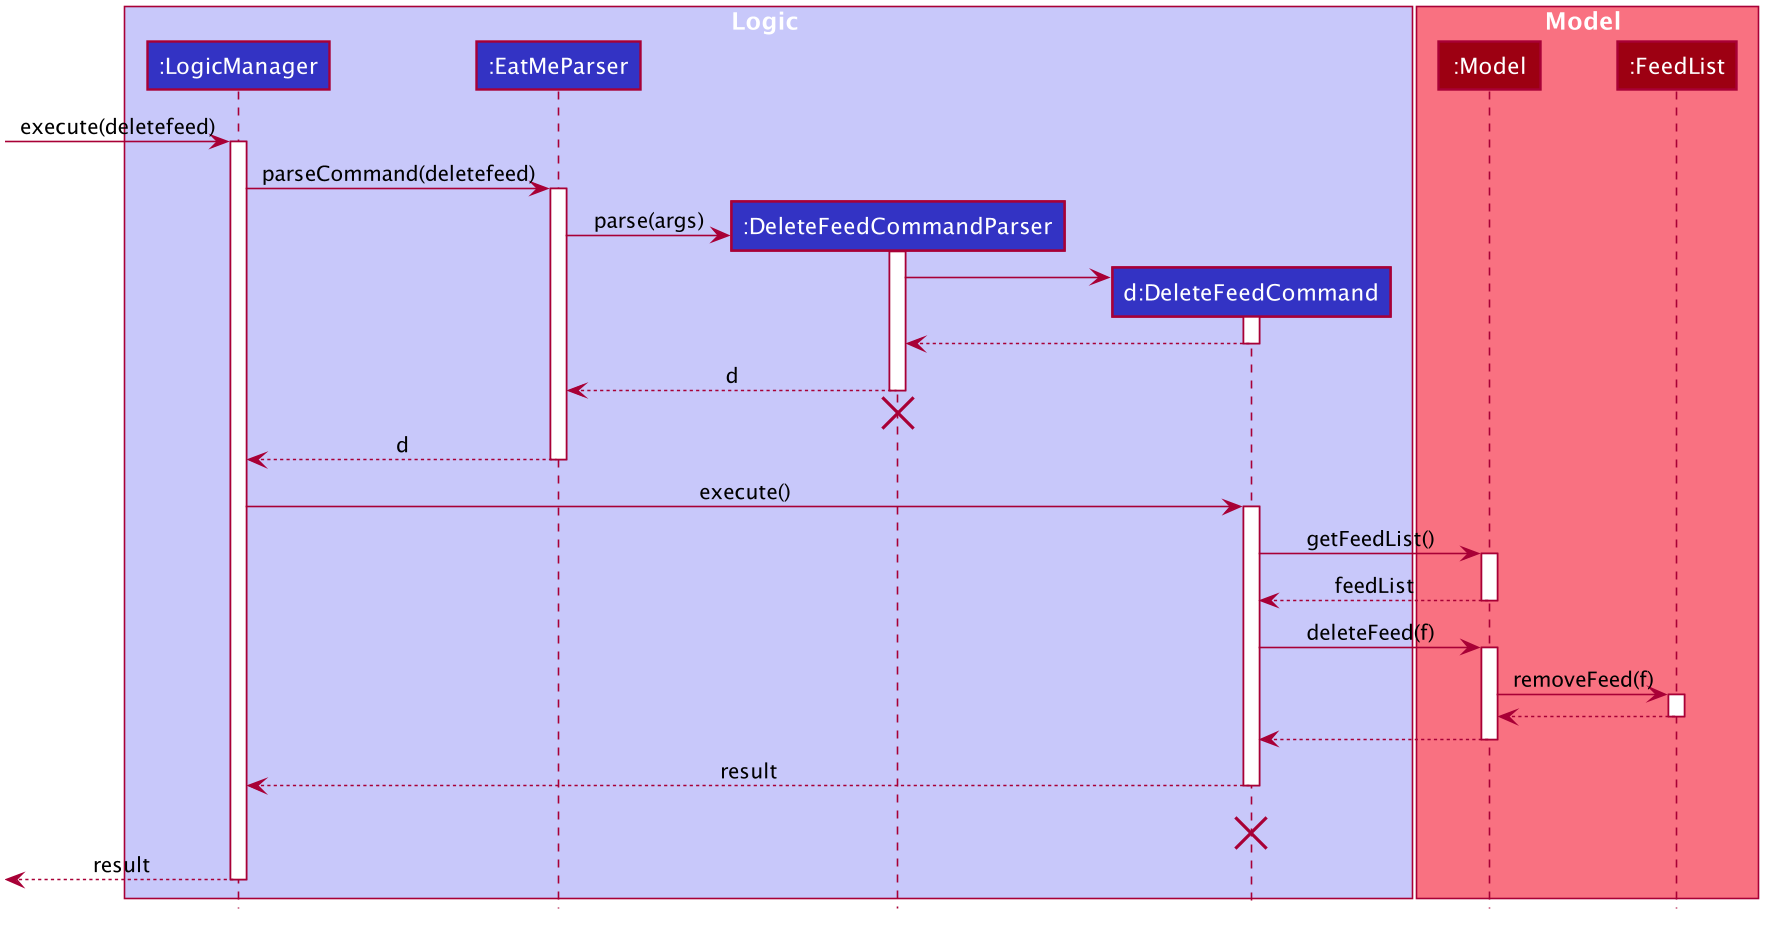 Logic
Model
:LogicManager
:EatMeParser
:Model
:FeedList
execute(deletefeed)
parseCommand(deletefeed)
parse(args)
:DeleteFeedCommandParser
d:DeleteFeedCommand
d
d
execute()
getFeedList()
feedList
deleteFeed(f)
removeFeed(f)
result
result